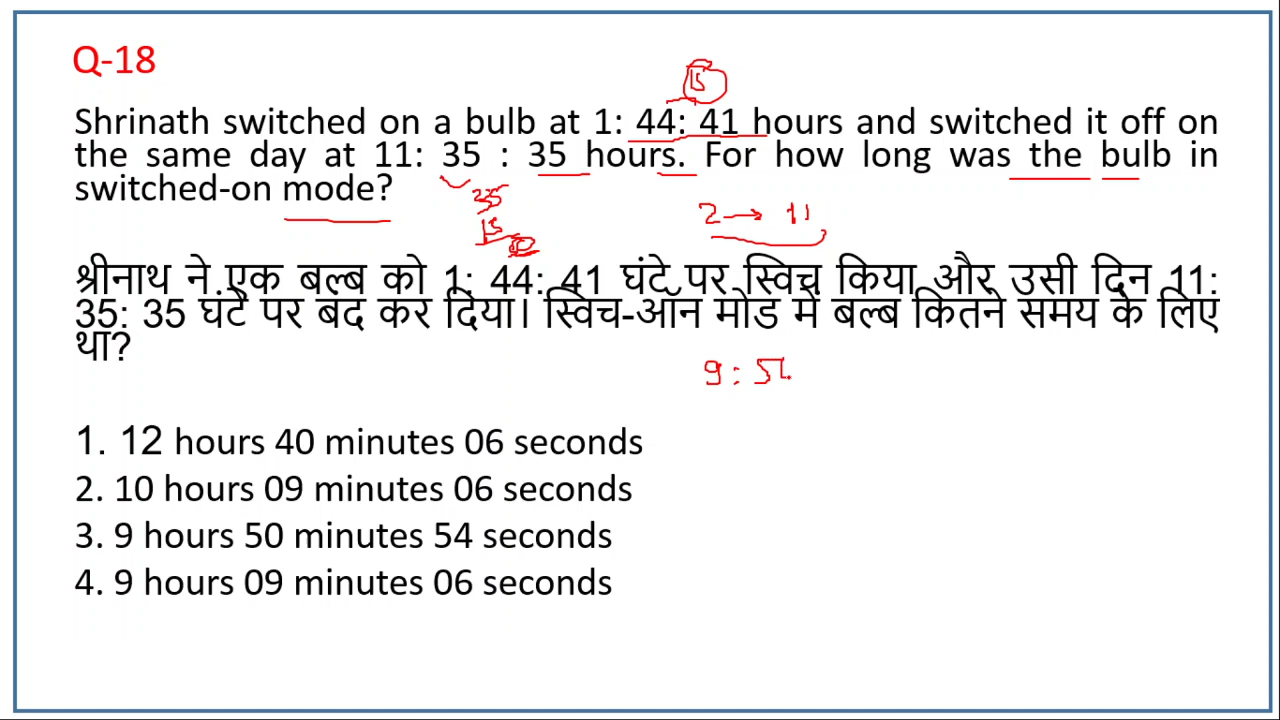 Q-18
15
Shrinath switched on a bulb at 1: 44: 41 hours and switched it off on
the same day at 11: 35 : 35 hours. For how long was the bulb in
switched-on mode?
35
2 → 11
15
श्रीनाथ ने एक बल्ब को 1: 44: 41 घंटे पर स्विच किया और उसी दिन 11:
35: 35 घंटे पर बंद कर दिया। स्विच-ऑन मोड में बल्ब कितने समय के लिए
था?
9 : 5
1. 12 hours 40 minutes 06 seconds
2. 10 hours 09 minutes 06 seconds
3. 9 hours 50 minutes 54 seconds
4. 9 hours 09 minutes 06 seconds